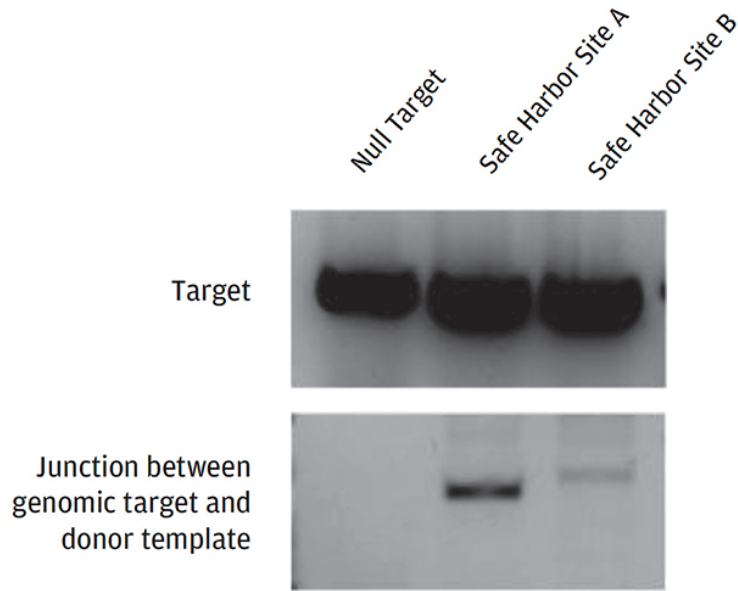 Null Target
Safe Harbor Site A
Safe Harbor Site B
Target
Junction between
genomic target and
donor template